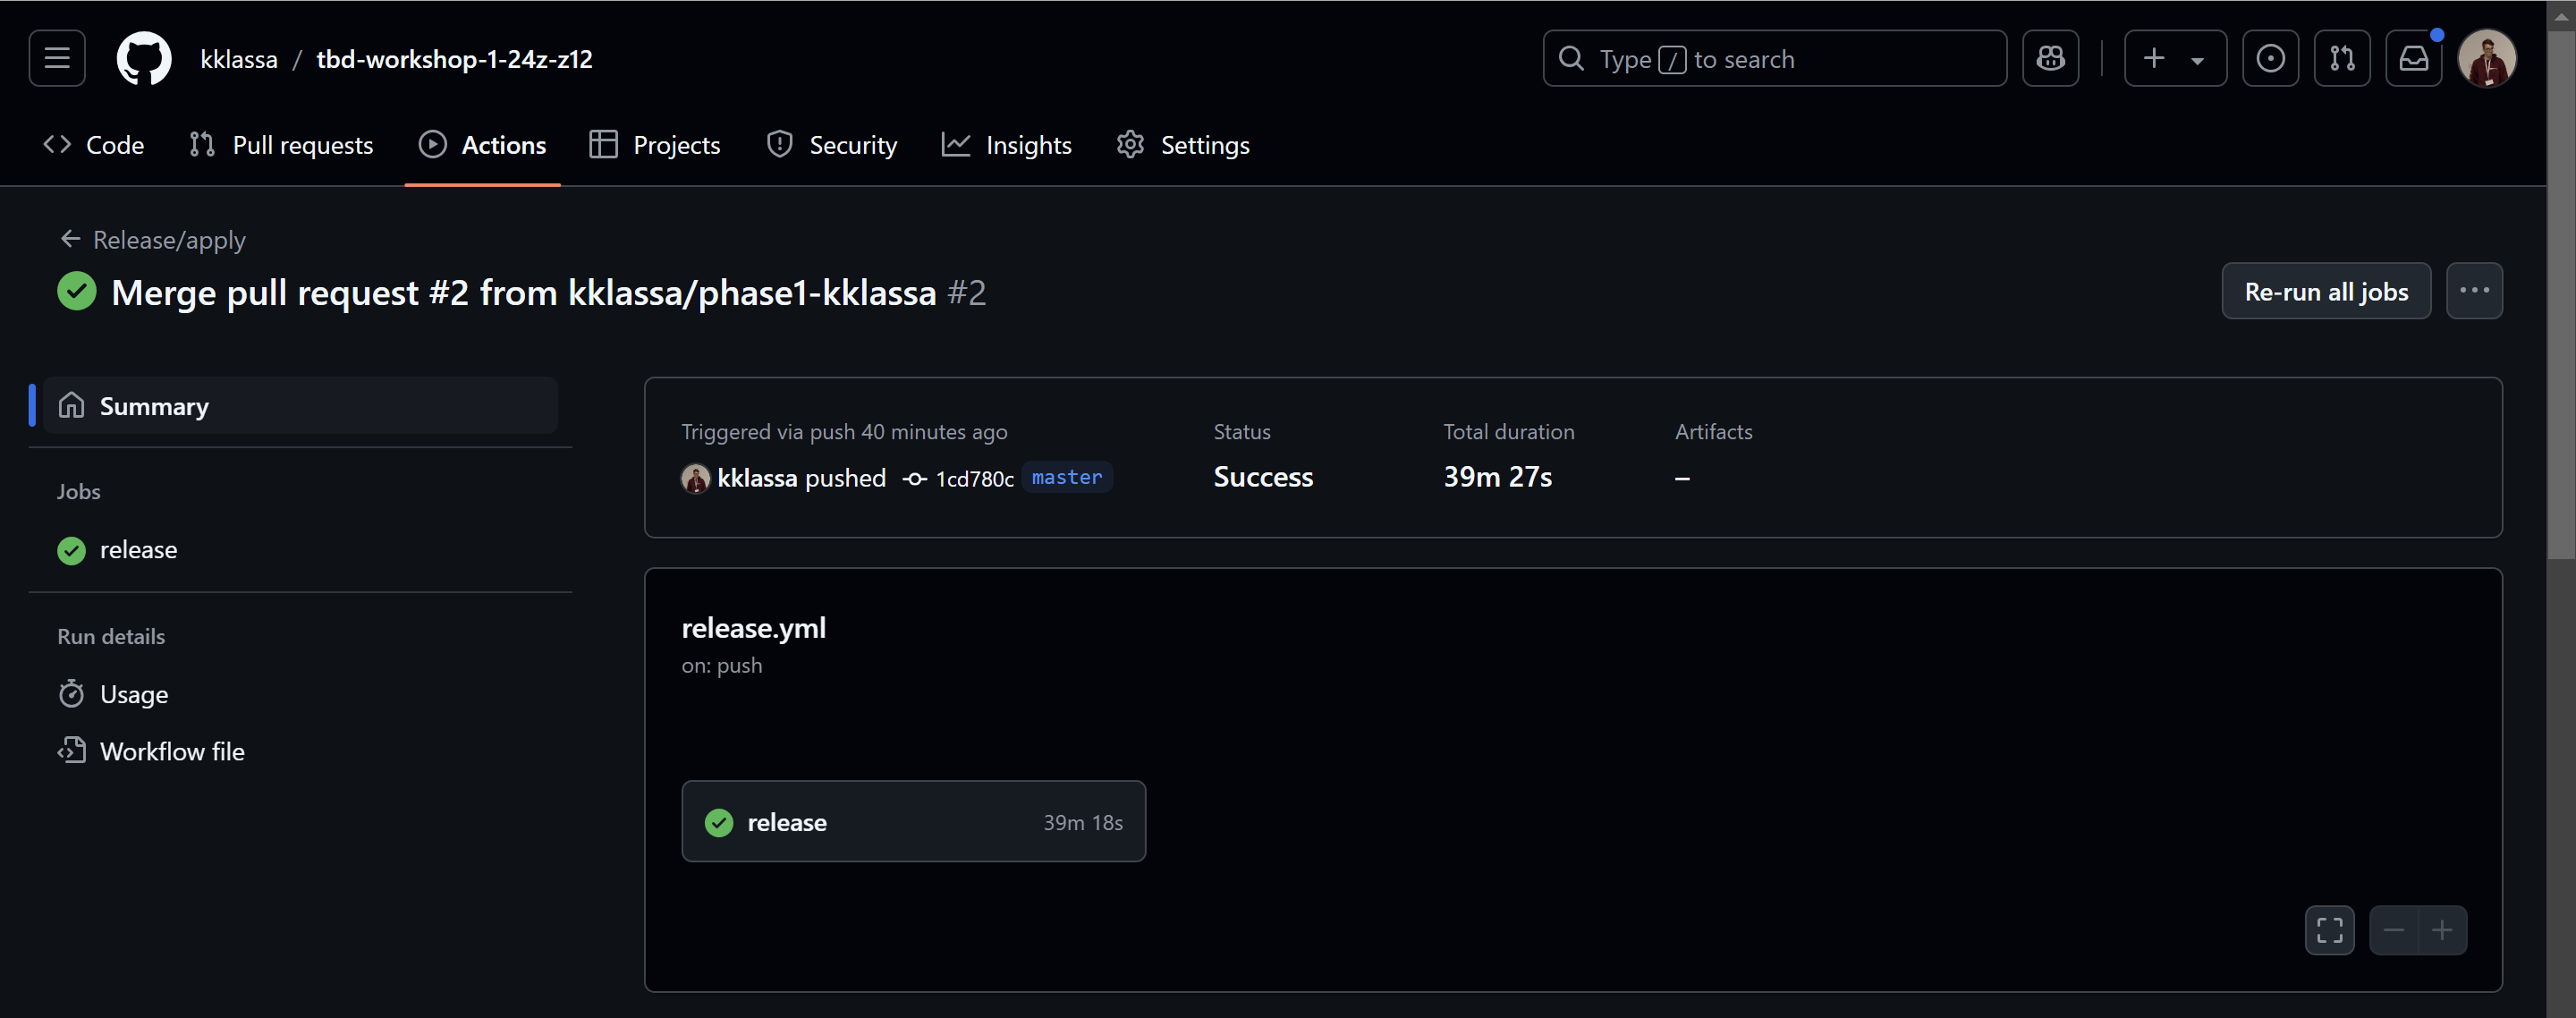 kklassa / tbd-workshop-1-24z-z12
Type / to search
Code Pull requests Actions Projects Security Insights Settings
Release/apply
Merge pull request #2 from kklassa/phase1-kklassa #2
Re-run all jobs
Summary
Jobs
release
Run details
Usage
Workflow file
Triggered via push 40 minutes ago
kklassa pushed 1cd780c master
Status
Success
Total duration
39m 27s
Artifacts
–
release.yml
on: push
release 39m 18s